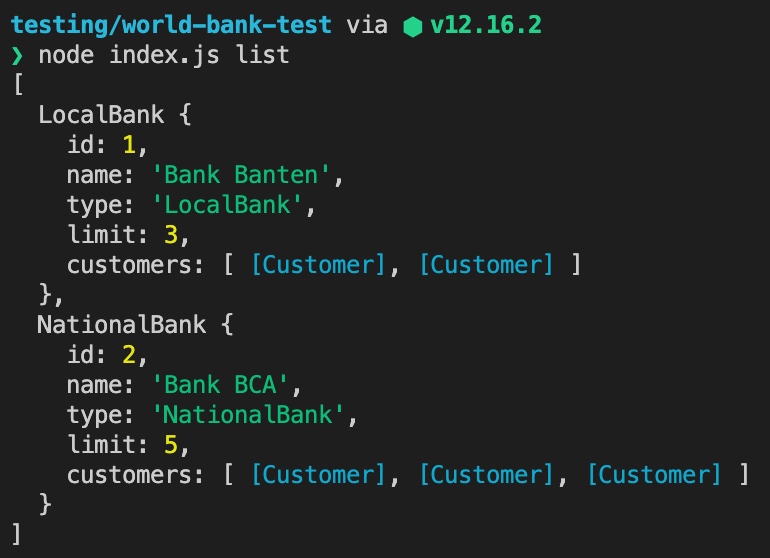 testing/world-bank-test via ⬢ v12.16.2
❯ node index.js list
[
  LocalBank {
    id: 1,
    name: 'Bank Banten',
    type: 'LocalBank',
    limit: 3,
    customers: [ [Customer], [Customer] ]
  },
  NationalBank {
    id: 2,
    name: 'Bank BCA',
    type: 'NationalBank',
    limit: 5,
    customers: [ [Customer], [Customer], [Customer] ]
  }
]